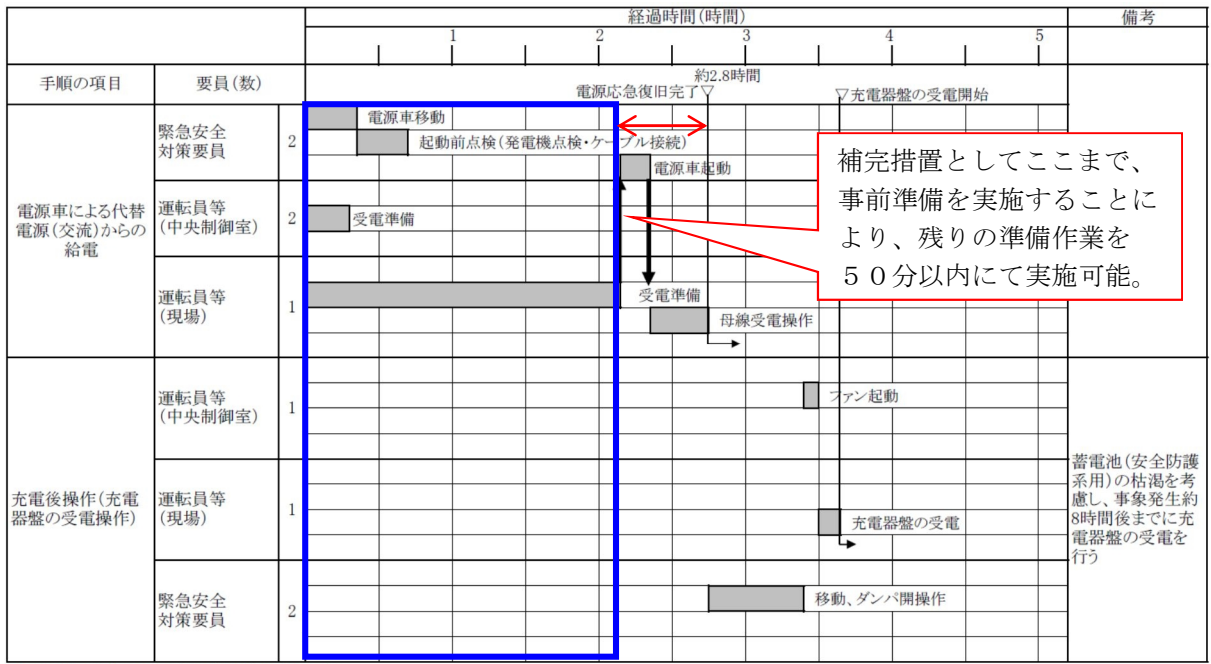 経過時間(時間)
備考
1
2
3
4
5
手順の項目
要員(数)
約2.8時間
電源応急復旧完了▽
▽充電器盤の受電開始
電源車による代替
電源(交流)からの
給電
緊急安全
対策要員
2
電源車移動
起動前点検(発電機点検・ケーブル接続)
電源車起動
運転員等
(中央制御室)
2
受電準備
運転員等
(現場)
1
受電準備
母線受電操作
補完措置としてここまで、
事前準備を実施することに
より、残りの準備作業を
５０分以内にて実施可能。
充電後操作(充電
器盤の受電操作)
運転員等
(中央制御室)
1
ファン起動
運転員等
(現場)
1
充電器盤の受電
緊急安全
対策要員
2
移動、ダンパ開操作
蓄電池(安全防護
系用)の枯渇を考
慮し、事象発生約
8時間後までに充
電器盤の受電を
行う